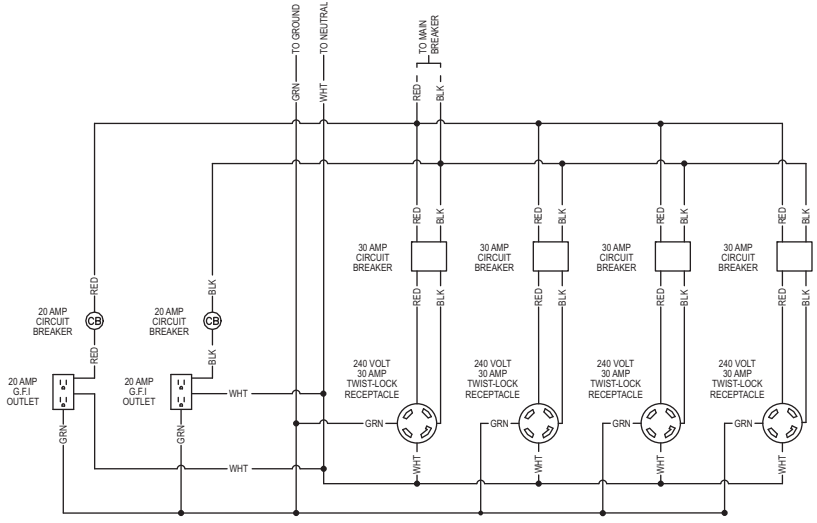 TO GROUND
TO NEUTRAL
TO MAIN
BREAKER
GRN
WHT
RED
BLK
RED
BLK
RED
BLK
RED
BLK
RED
BLK
30 AMP
CIRCUIT
BREAKER
30 AMP
CIRCUIT
BREAKER
30 AMP
CIRCUIT
BREAKER
30 AMP
CIRCUIT
BREAKER
RED
BLK
RED
BLK
RED
BLK
RED
BLK
RED
BLK
20 AMP
CIRCUIT
BREAKER
CB
20 AMP
CIRCUIT
BREAKER
CB
RED
BLK
20 AMP
G.F.I
OUTLET
20 AMP
G.F.I
OUTLET
WHT
240 VOLT
30 AMP
TWIST-LOCK
RECEPTACLE
240 VOLT
30 AMP
TWIST-LOCK
RECEPTACLE
240 VOLT
30 AMP
TWIST-LOCK
RECEPTACLE
240 VOLT
30 AMP
TWIST-LOCK
RECEPTACLE
GRN
GRN
GRN
GRN
GRN
GRN
WHT
WHT
WHT
WHT
WHT